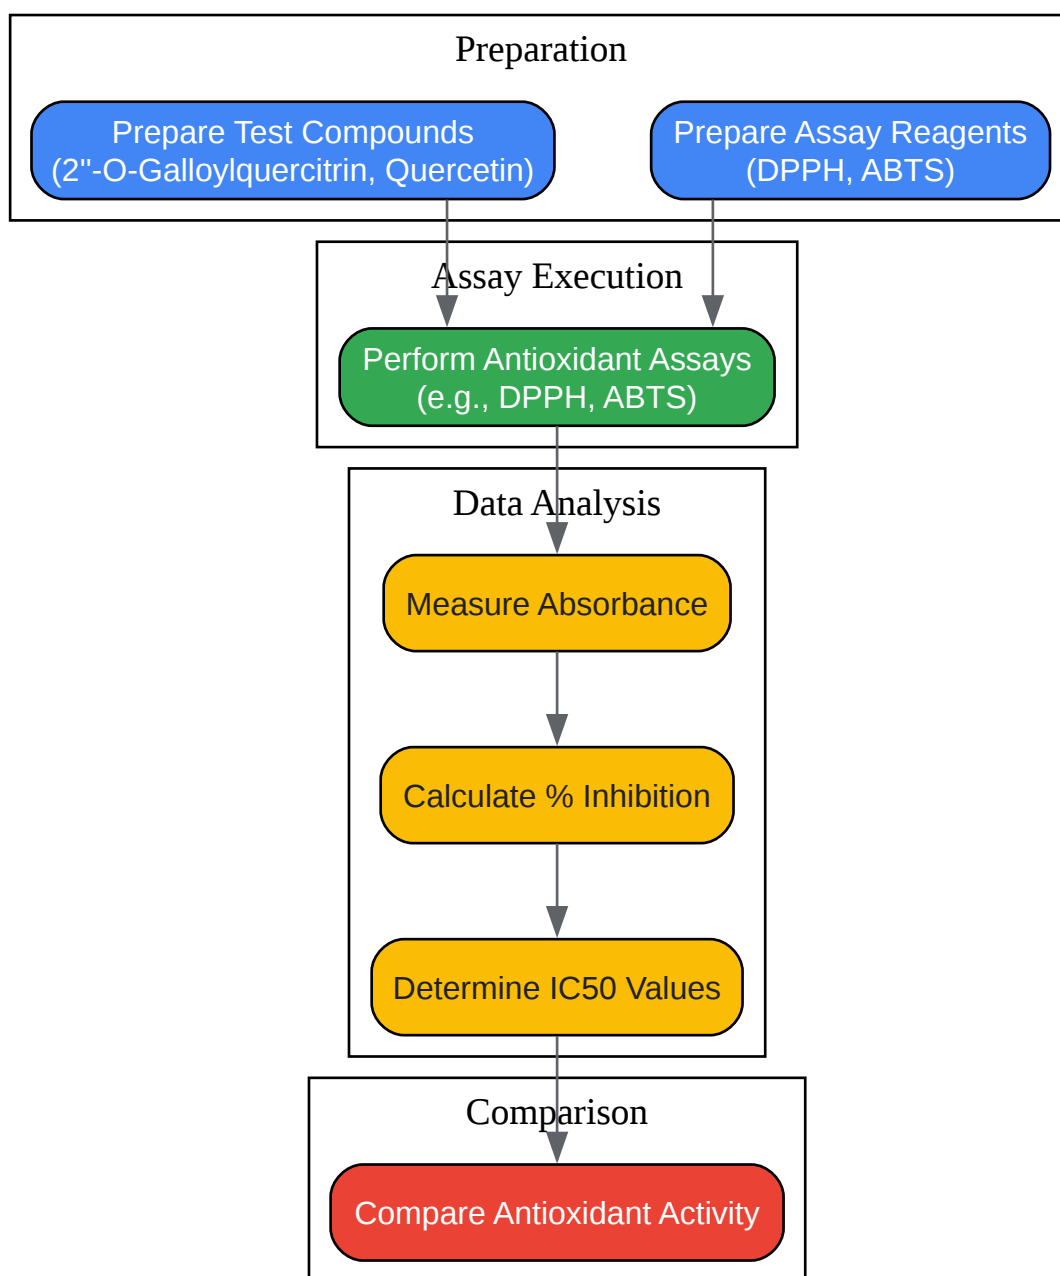 Preparation
Prepare Test Compounds
(2"-O-Galloylquercitrin, Quercetin)
Prepare Assay Reagents
(DPPH, ABTS)
Assay Execution
Perform Antioxidant Assays
(e.g., DPPH, ABTS)
Data Analysis
Measure Absorbance
Calculate % Inhibition
Determine IC50 Values
Comparison
Compare Antioxidant Activity